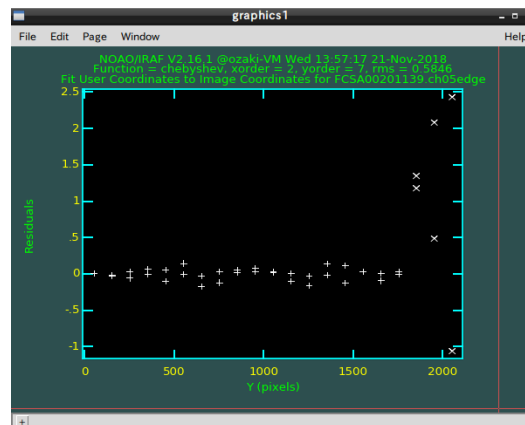 graphics1
File Edit Page Window Help
NOAO/IRAF V2.16.1 @ozaki-VM Wed 13:57:17 21-Nov-2018
Function = chebyshev, xorder = 2, yorder = 7, rms = 0.5846
Fit User Coordinates to Image Coordinates for FCSA00201139.ch05edge
2.5
2
1.5
1
.5
0
-.5
-1
Residuals
0 500 1000 1500 2000
Y (pixels)